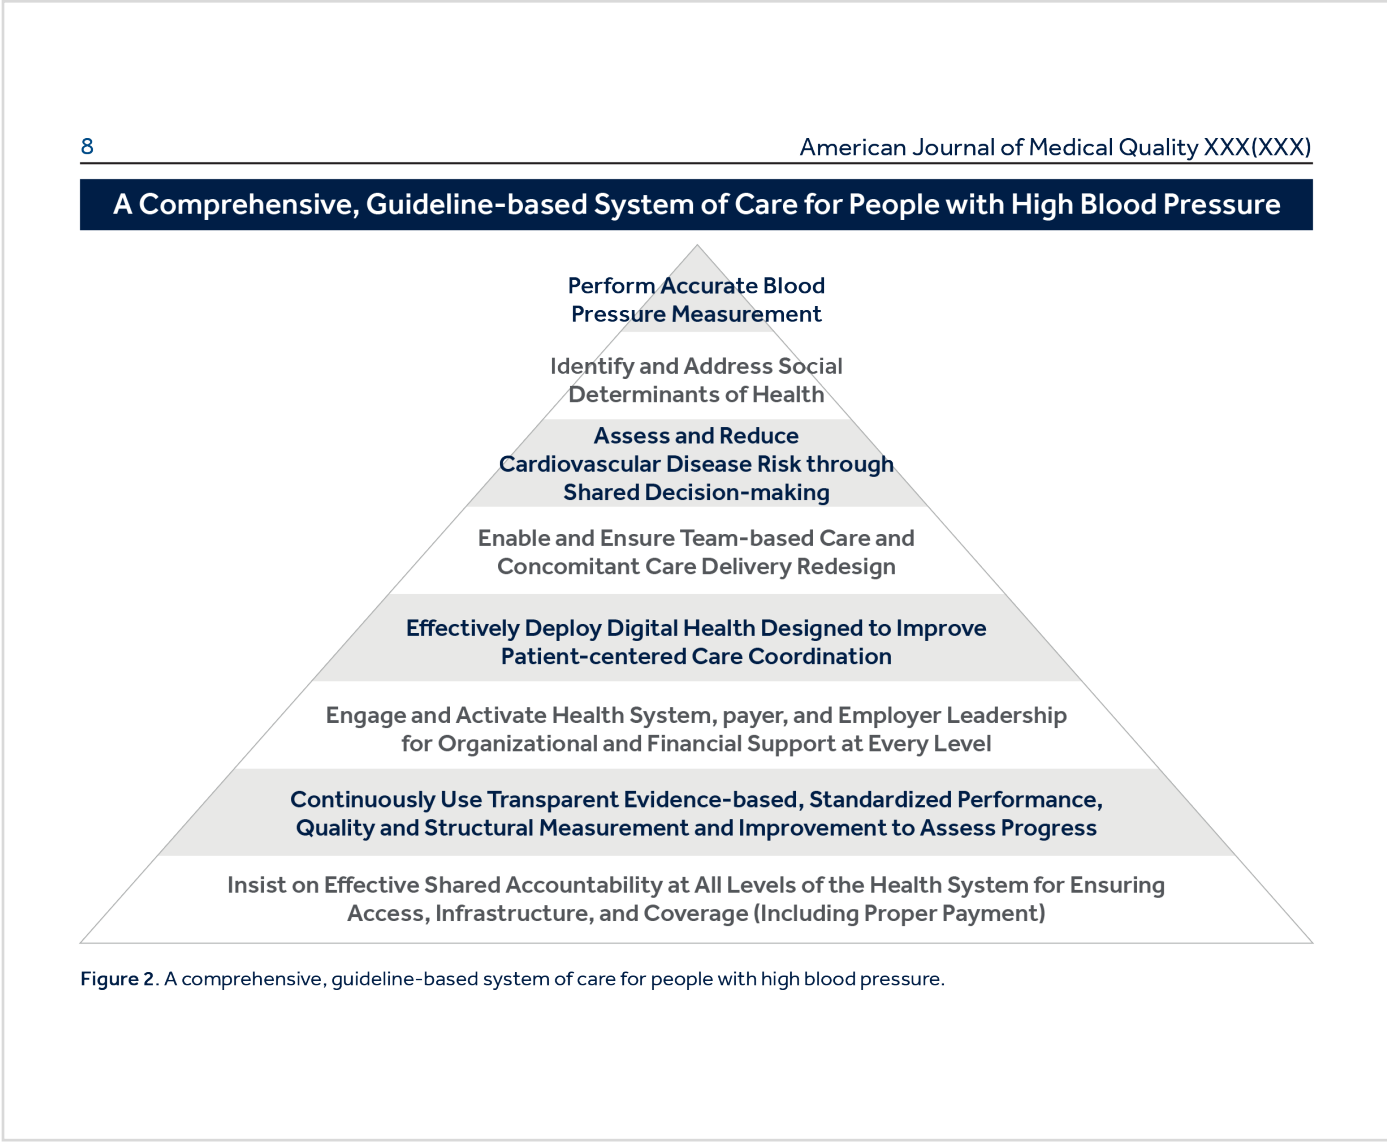 8
American Journal of Medical Quality XXX(XXX)
A Comprehensive, Guideline-based System of Care for People with High Blood Pressure
Perform Accurate Blood
Pressure Measurement
Identify and Address Social
Determinants of Health
Assess and Reduce
Cardiovascular Disease Risk through
Shared Decision-making
Enable and Ensure Team-based Care and
Concomitant Care Delivery Redesign
Effectively Deploy Digital Health Designed to Improve
Patient-centered Care Coordination
Engage and Activate Health System, payer, and Employer Leadership
for Organizational and Financial Support at Every Level
Continuously Use Transparent Evidence-based, Standardized Performance,
Quality and Structural Measurement and Improvement to Assess Progress
Insist on Effective Shared Accountability at All Levels of the Health System for Ensuring
Access, Infrastructure, and Coverage (Including Proper Payment)
Figure 2. A comprehensive, guideline-based system of care for people with high blood pressure.